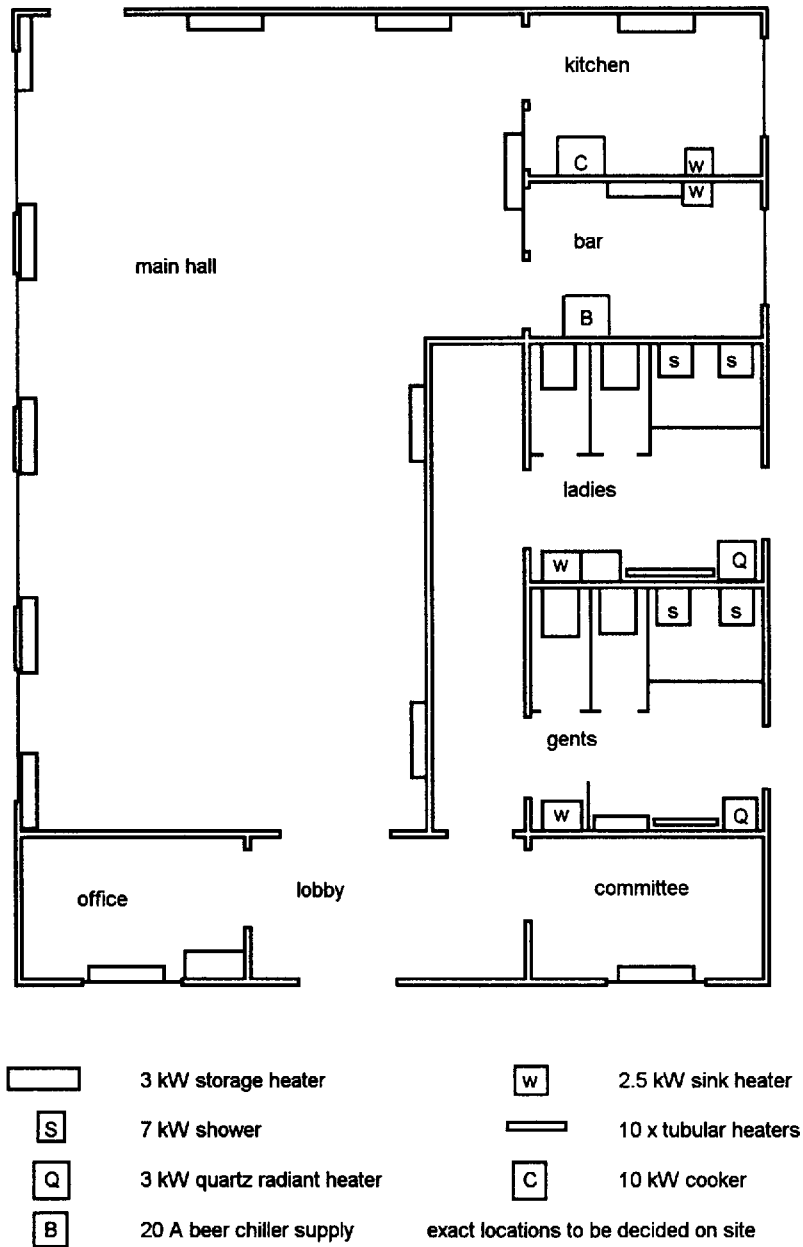 kitchen
C
w
w
main hall
bar
B
s s
ladies
w Q
s s
gents
w Q
office lobby committee
3 kW storage heater
w 2.5 kW sink heater
S 7 kW shower
10 x tubular heaters
Q 3 kW quartz radiant heater
C 10 kW cooker
B 20 A beer chiller supply
exact locations to be decided on site